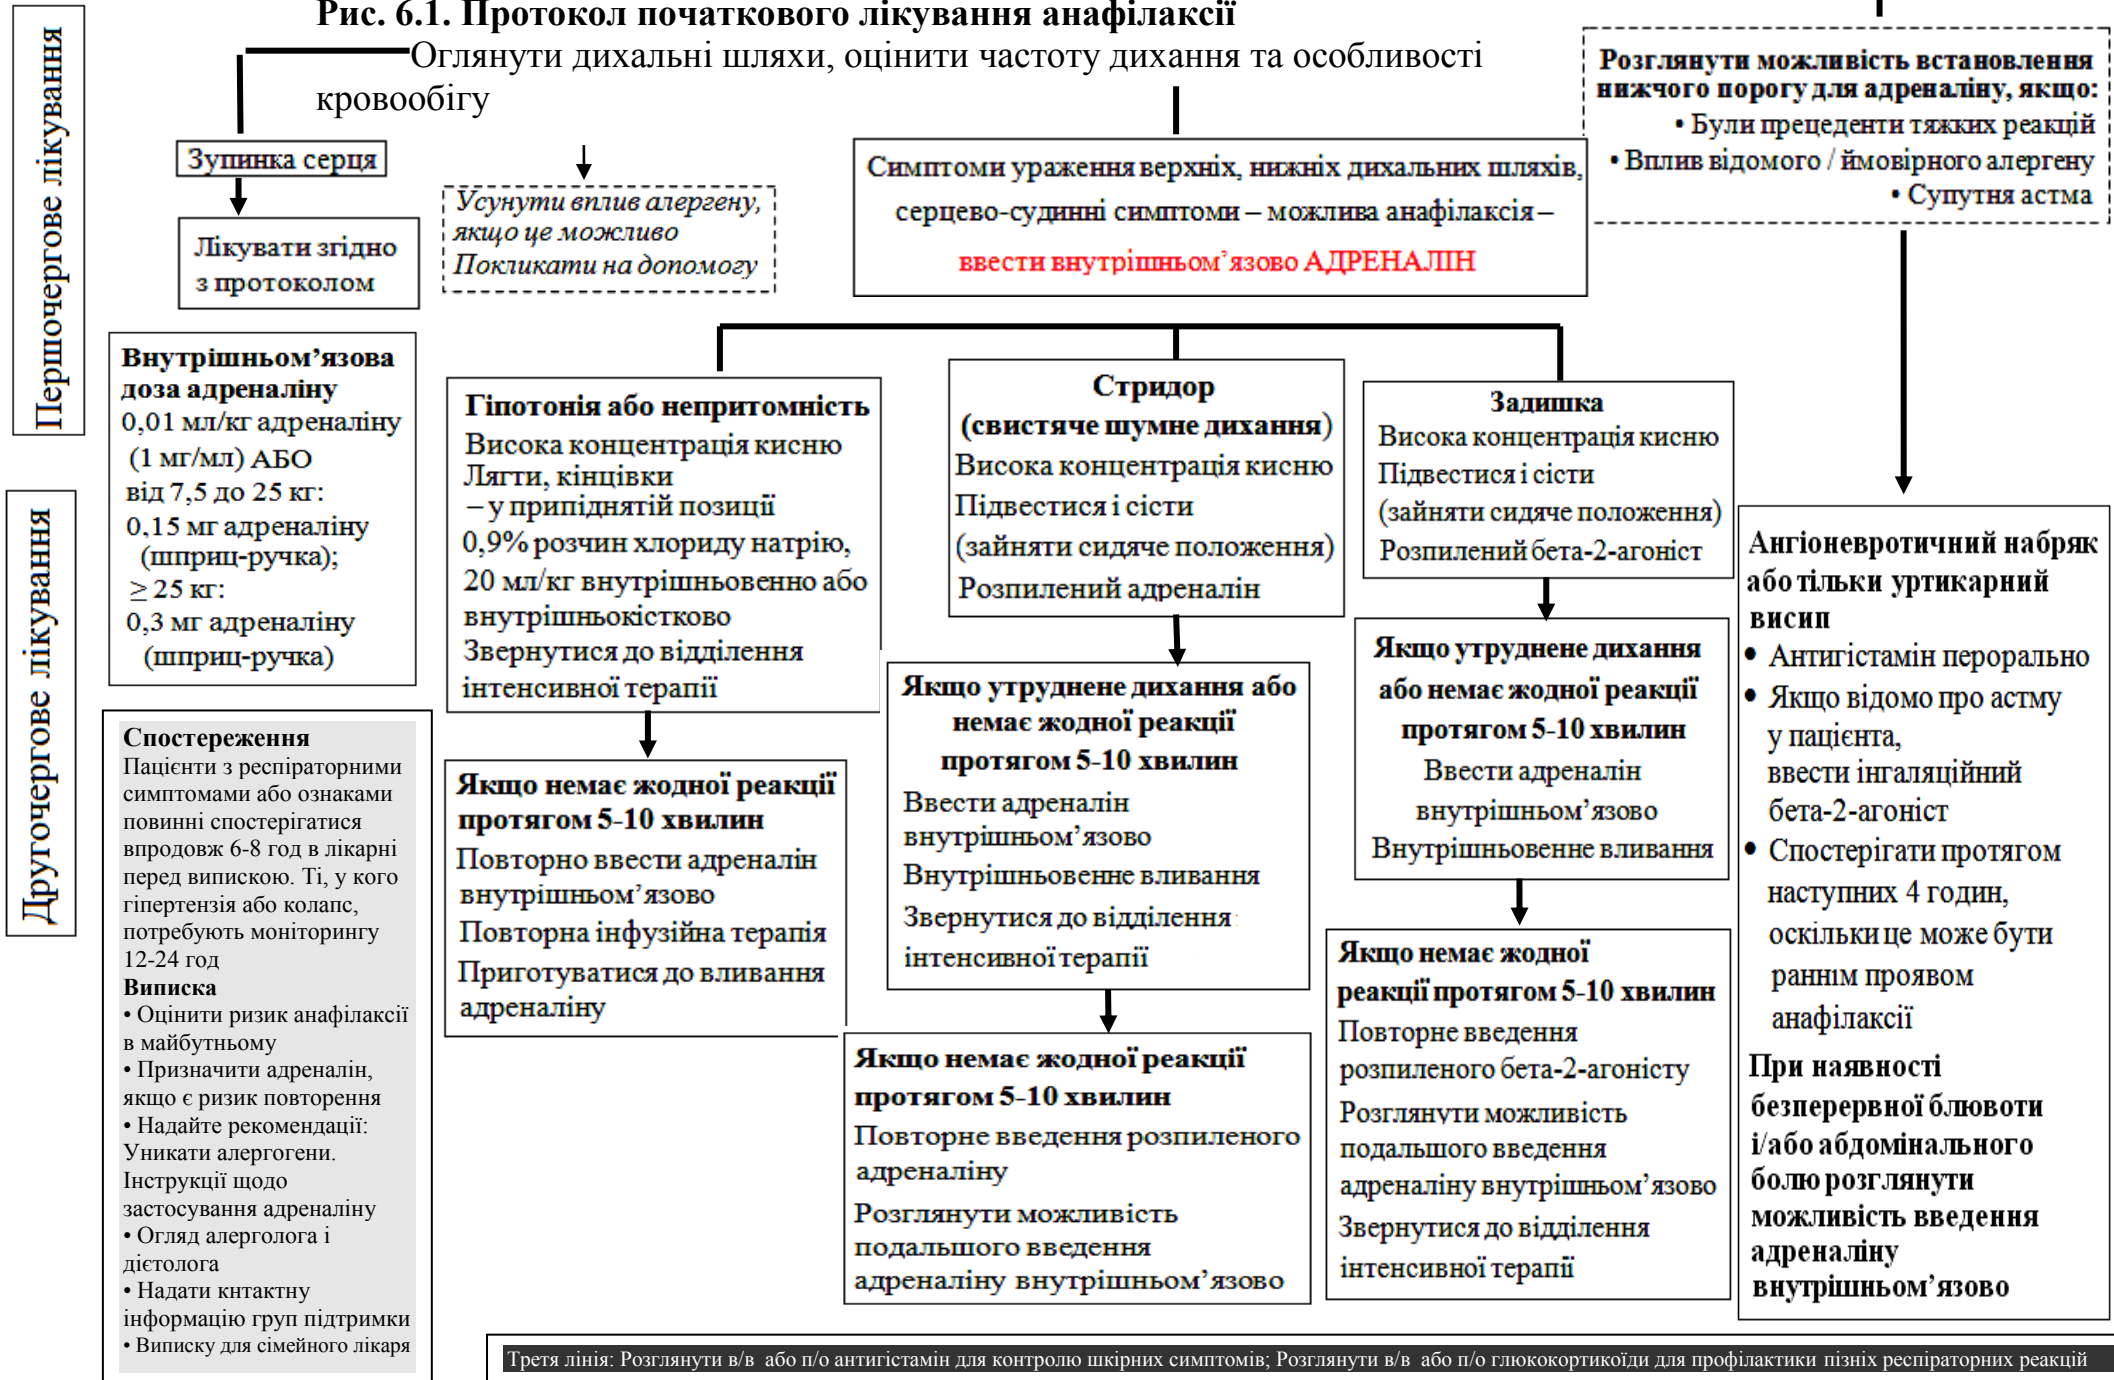 Рис. 6.1. Протокол початкового лікування анафілаксії
Оглянути дихальні шляхи, оцінити частоту дихання та особливості
кровообігу
Першочергове лікування
Зупинка серця
Лікувати згідно
з протоколом
Усунути вплив алергену,
якщо це можливо
Покликати на допомогу
Симптоми ураження верхніх, нижніх дихальних шляхів,
серцево-судинні симптоми – можлива анафілаксія –
ввести внутрішньом’язово АДРЕНАЛІН
Розглянути можливість встановлення
нижчого порогу для адреналіну, якщо:
• Були прецеденти тяжких реакцій
• Вплив відомого / ймовірного алергену
• Супутня астма
Внутрішньом’язова
доза адреналіну
0,01 мл/кг адреналіну
(1 мг/мл) АБО
від 7,5 до 25 кг:
0,15 мг адреналіну
(шприц-ручка);
≥ 25 кг:
0,3 мг адреналіну
(шприц-ручка)
Гіпотонія або непритомність
Висока концентрація кисню
Лягти, кінцівки
– у припіднятій позиції
0,9% розчин хлориду натрію,
20 мл/кг внутрішньовенно або
внутрішньокістково
Звернутися до відділення
інтенсивної терапії
Стридор
(свистяче шумне дихання)
Висока концентрація кисню
Підвестися і сісти
(зайняти сидяче положення)
Розпилений адреналін
Задишка
Висока концентрація кисню
Підвестися і сісти
(зайняти сидяче положення)
Розпилений бета-2-агоніст
Другочергове лікування
Якщо немає жодної реакції
протягом 5-10 хвилин
Повторно ввести адреналін
внутрішньом’язово
Повторна інфузійна терапія
Приготуватися до вливання
адреналіну
Якщо утруднене дихання або
немає жодної реакції
протягом 5-10 хвилин
Ввести адреналін
внутрішньом’язово
Внутрішньовенне вливання
Звернутися до відділення
інтенсивної терапії
Якщо немає жодної реакції
протягом 5-10 хвилин
Повторне введення розпиленого
адреналіну
Розглянути можливість
подальшого введення
адреналіну внутрішньом’язово
Якщо утруднене дихання
або немає жодної реакції
протягом 5-10 хвилин
Ввести адреналін
внутрішньом’язово
Внутрішньовенне вливання
Якщо немає жодної
реакції протягом 5-10 хвилин
Повторне введення
розпиленого бета-2-агоністу
Розглянути можливість
подальшого введення
адреналіну внутрішньом’язово
Звернутися до відділення
інтенсивної терапії
Ангіоневротичний набряк
або тільки уртикарний
висип
• Антигістамін перорально
• Якщо відомо про астму
у пацієнта,
ввести інгаляційний
бета-2-агоніст
• Спостерігати протягом
наступних 4 годин,
оскільки це може бути
раннім проявом
анафілаксії
При наявності
безперервної блювоти
і/або абдомінального
болю розглянути
можливість введення
адреналіну
внутрішньом’язово
Спостереження
Пацієнти з респіраторними
симптомами або ознаками
повинні спостерігатися
впродовж 6-8 год в лікарні
перед випискою. Ті, у кого
гіпертензія або колапс,
потребують моніторингу
12-24 год
Виписка
• Оцінити ризик анафілаксії
в майбутньому
• Призначити адреналін,
якщо є ризик повторення
• Надайте рекомендації:
Уникати алергогени.
Інструкції щодо
застосування адреналіну
• Огляд алерголога і
дієтолога
• Надати кнтактну
інформацію груп підтримки
• Виписку для сімейного лікаря
Третя лінія: Розглянути в/в або п/о антигістамін для контролю шкірних симптомів; Розглянути в/в або п/о глюкокортикоїди для профілактики пізніх респіраторних реакцій